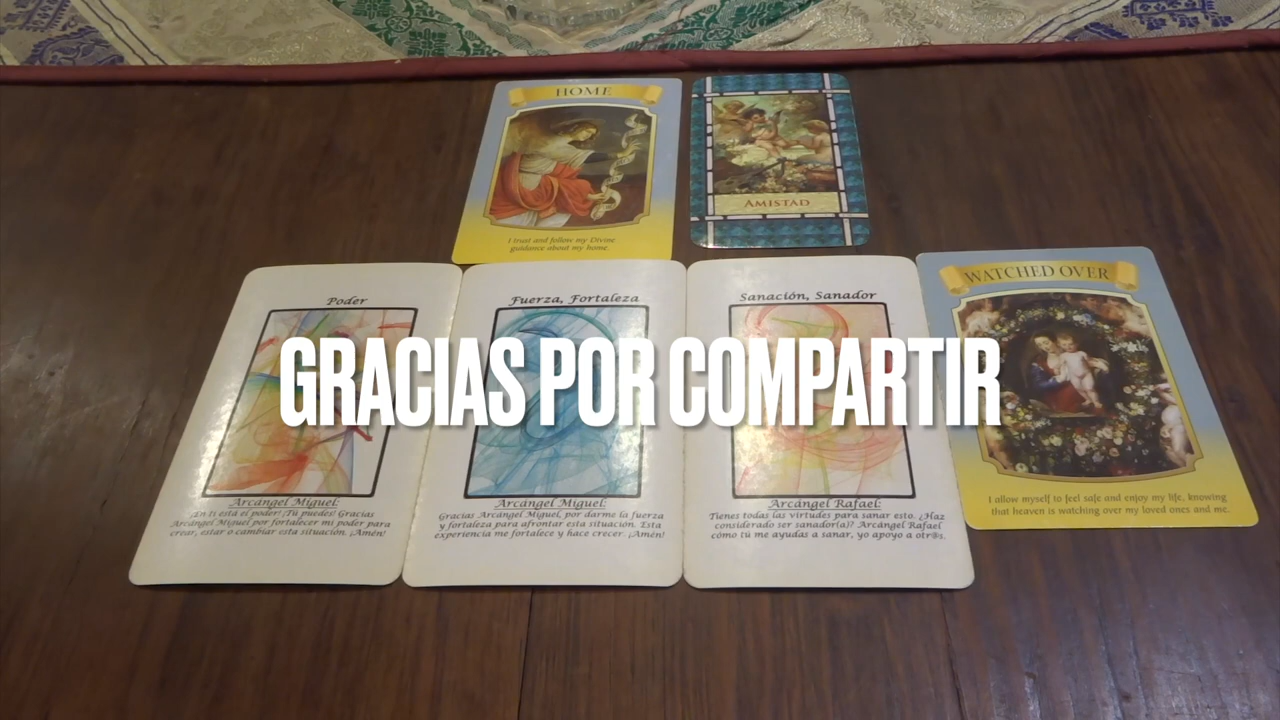 HOME
I trust and follow my Divine
guidance about my home.
AMISTAD
WATCHED OVER
I allow myself to feel safe and enjoy my life, knowing
that heaven is watching over my loved ones and me.
Poder
Arcángel Miguel:
¡En ti está el poder! ¡Tú puedes! Gracias
Arcángel Miguel por fortalecer mi poder para
crear, estar o cambiar esta situación. ¡Amén!
Fuerza, Fortaleza
Arcángel Miguel:
Gracias Arcángel Miguel, por darme la fuerza
y fortaleza para afrontar esta situación. Esta
experiencia me fortalece y hace crecer. ¡Amén!
Sanación, Sanador
Arcángel Rafael:
Tienes todas las virtudes para sanar esto. ¿Haz
considerado ser sanador(a)? Arcángel Rafael
cómo tú me ayudas a sanar, yo apoyo a otr@s.
GRACIAS POR COMPARTIR